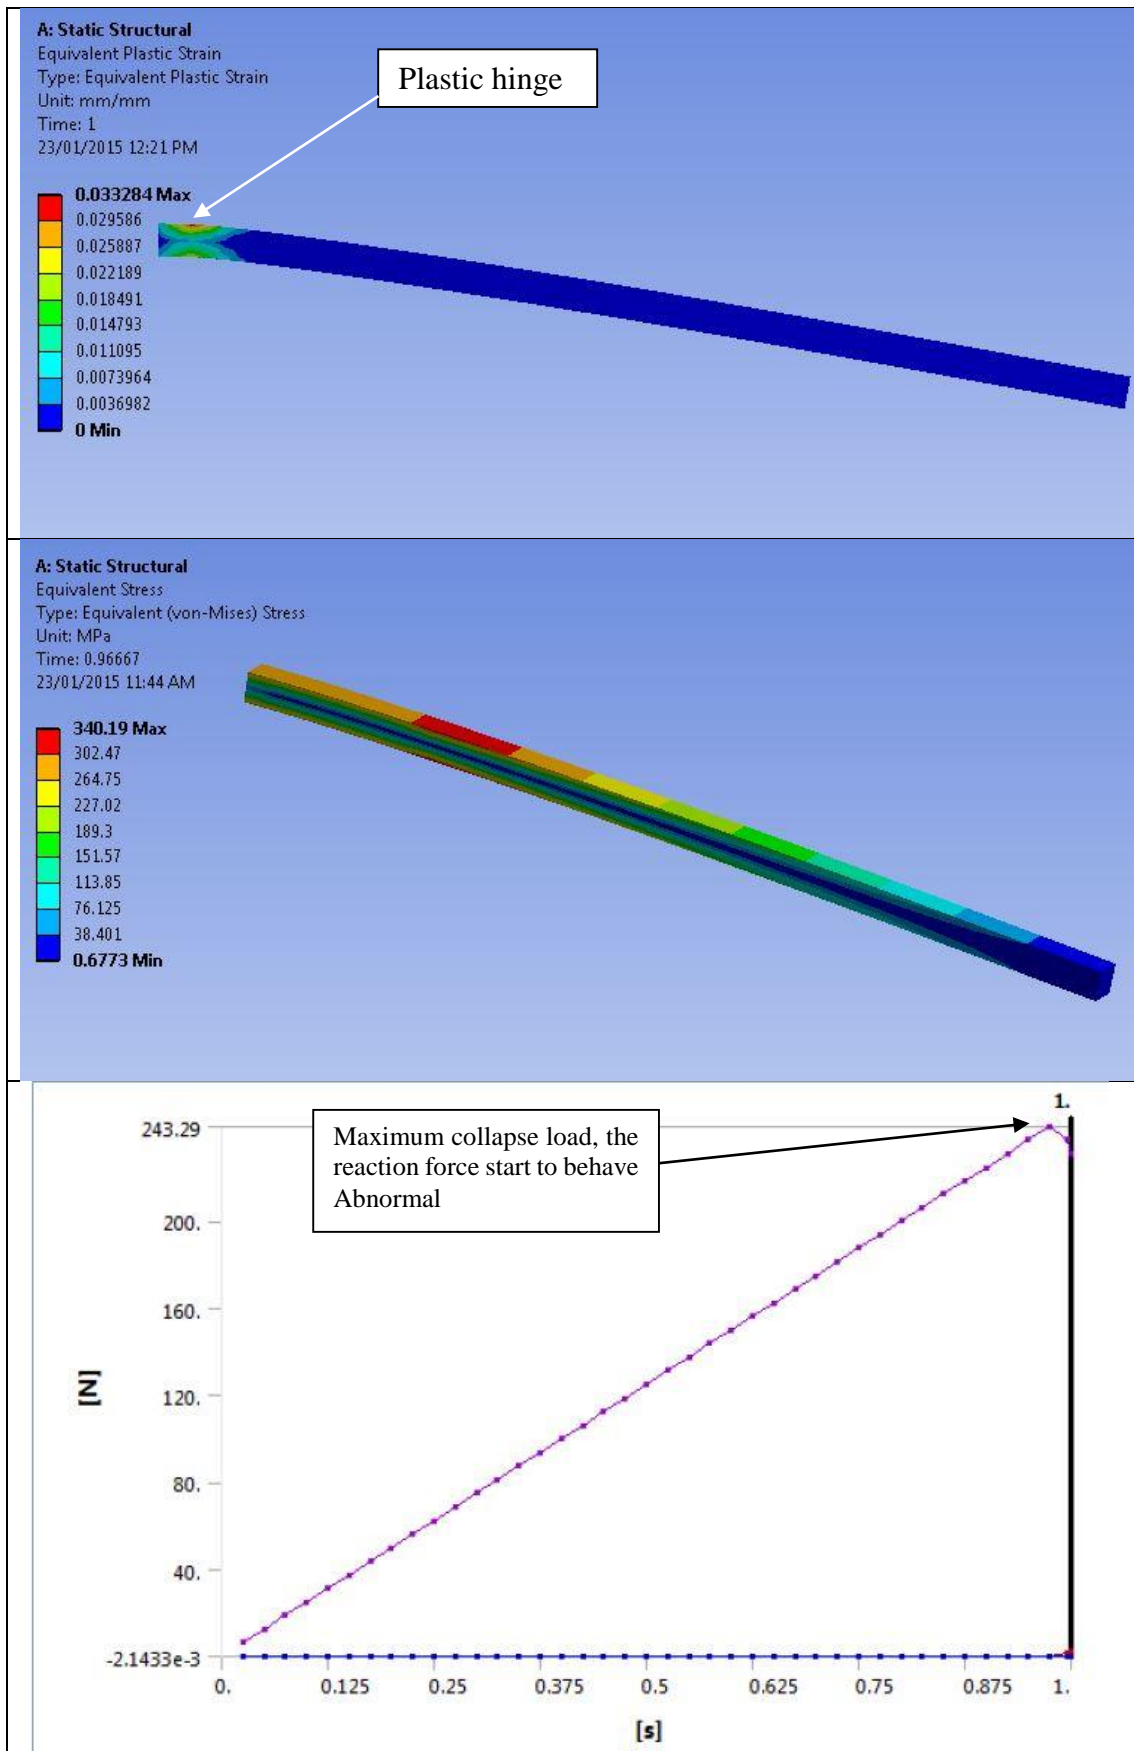 A: Static Structural
Equivalent Plastic Strain
Type: Equivalent Plastic Strain
Unit: mm/mm
Time: 1
23/01/2015 12:21 PM
Plastic hinge
0.033284 Max
0.029586
0.025887
0.022189
0.018491
0.014793
0.011095
0.0073964
0.0036982
0 Min
A: Static Structural
Equivalent Stress
Type: Equivalent (von-Mises) Stress
Unit: MPa
Time: 0.96667
23/01/2015 11:44 AM
340.19 Max
302.47
264.75
227.02
189.3
151.57
113.85
76.125
38.401
0.6773 Min
1.
Maximum collapse load, the
reaction force start to behave
Abnormal
243.29
200.
160.
120.
80.
40.
-2.1433e-3
[N]
0. 0.125 0.25 0.375 0.5 0.625 0.75 0.875 1.
[s]